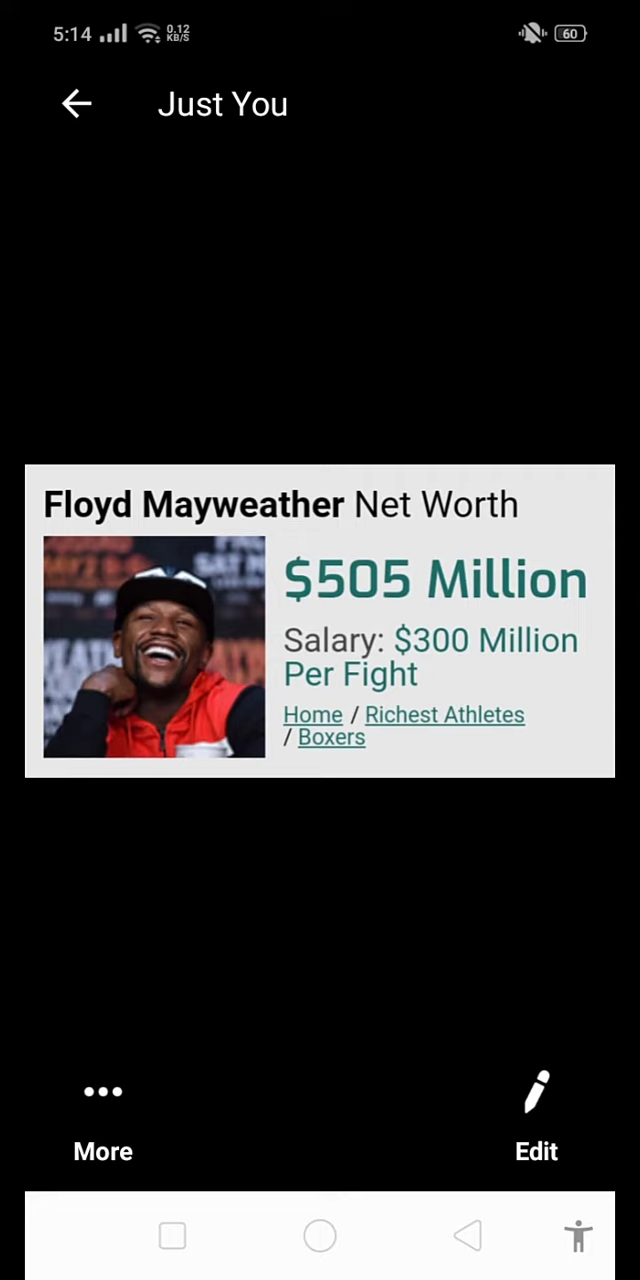 5:14 0.12 KB/S 60
Just You
Floyd Mayweather Net Worth
$505 Million
Salary: $300 Million
Per Fight
Home / Richest Athletes
/ Boxers
More Edit